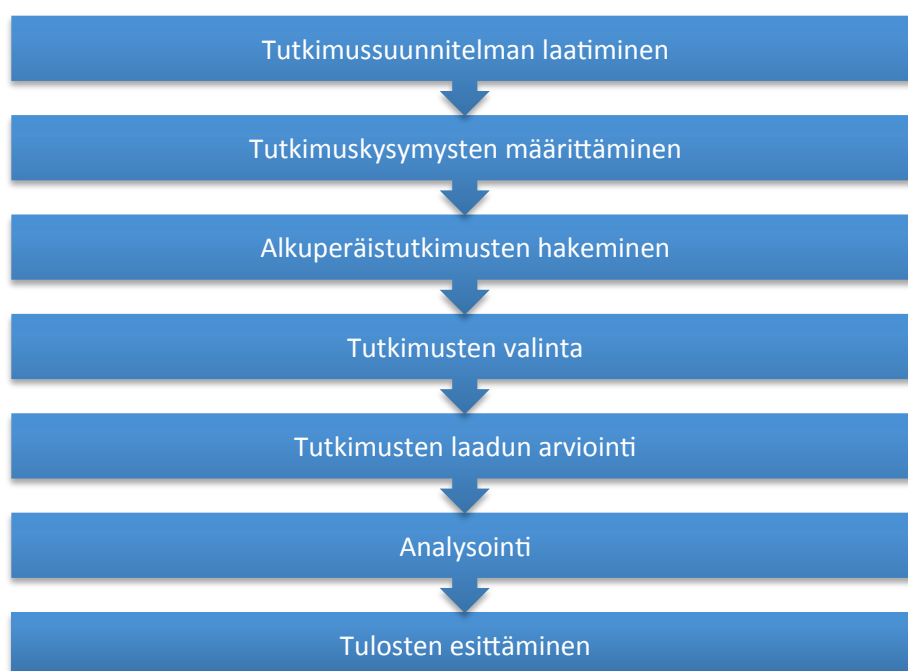 Tutkimussuunnitelman laatiminen
Tutkimuskysymysten määrittäminen
Alkuperäistutkimusten hakeminen
Tutkimusten valinta
Tutkimusten laadun arviointi
Analysointi
Tulosten esittäminen